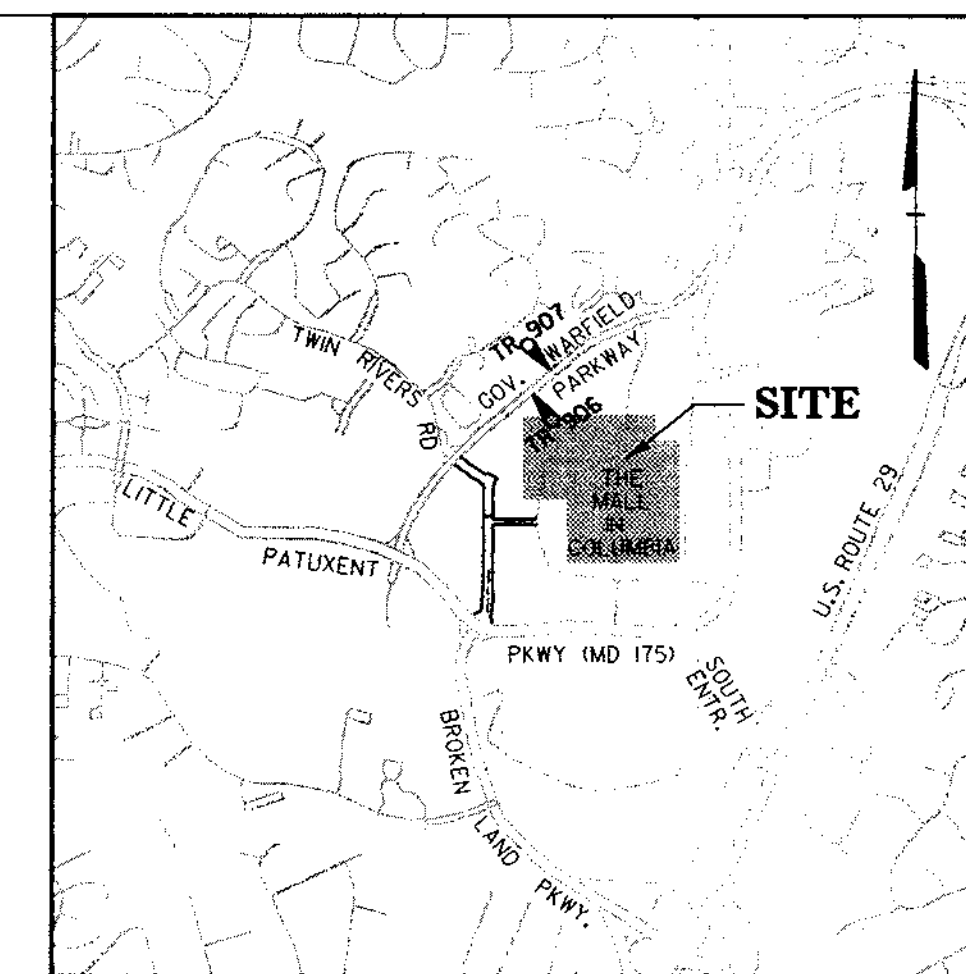 TR 907
TWIN RIVERS RD
GOV. WARFIELD
PARKWAY
TR 906
SITE
THE
MALL
IN
COLUMBIA
LITTLE
PATUXENT
PKWY (MD 175)
U.S. ROUTE 29
SOUTH
ENTR.
BROKEN
LAND PKWY.